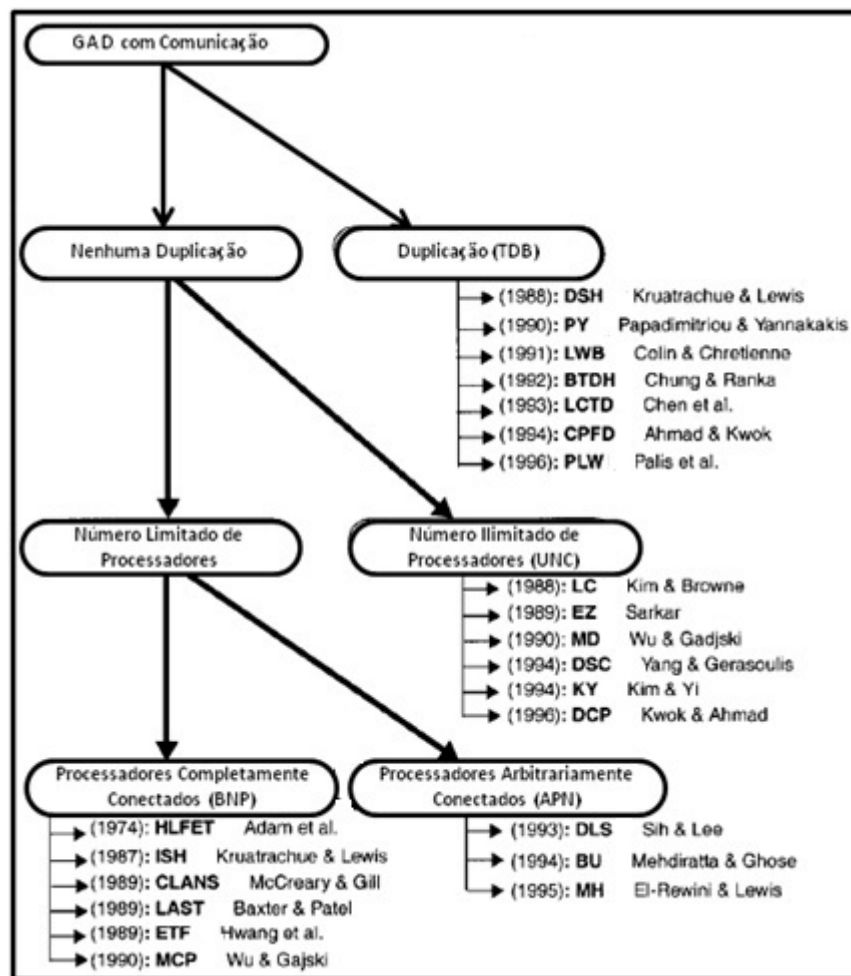 GAD com Comunicação
Nenhuma Duplicação
Duplicação (TDB)
(1988): DSH Kruatrachue & Lewis
(1990): PY Papadimitriou & Yannakakis
(1991): LWB Colin & Chretienne
(1992): BTDH Chung & Ranka
(1993): LCTD Chen et al.
(1994): CPFD Ahmad & Kwok
(1996): PLW Palis et al.
Número Limitado de
Processadores
Número Ilimitado de
Processadores (UNC)
(1988): LC Kim & Browne
(1989): EZ Sarkar
(1990): MD Wu & Gadjski
(1994): DSC Yang & Gerasoulis
(1994): KY Kim & Yi
(1996): DCP Kwok & Ahmad
Processadores Completamente
Conectados (BNP)
(1974): HLFET Adam et al.
(1987): ISH Kruatrachue & Lewis
(1989): CLANS McCreary & Gill
(1989): LAST Baxter & Patel
(1989): ETF Hwang et al.
(1990): MCP Wu & Gajski
Processadores Arbitrariamente
Conectados (APN)
(1993): DLS Sih & Lee
(1994): BU Mehdiratta & Ghose
(1995): MH El-Rewini & Lewis